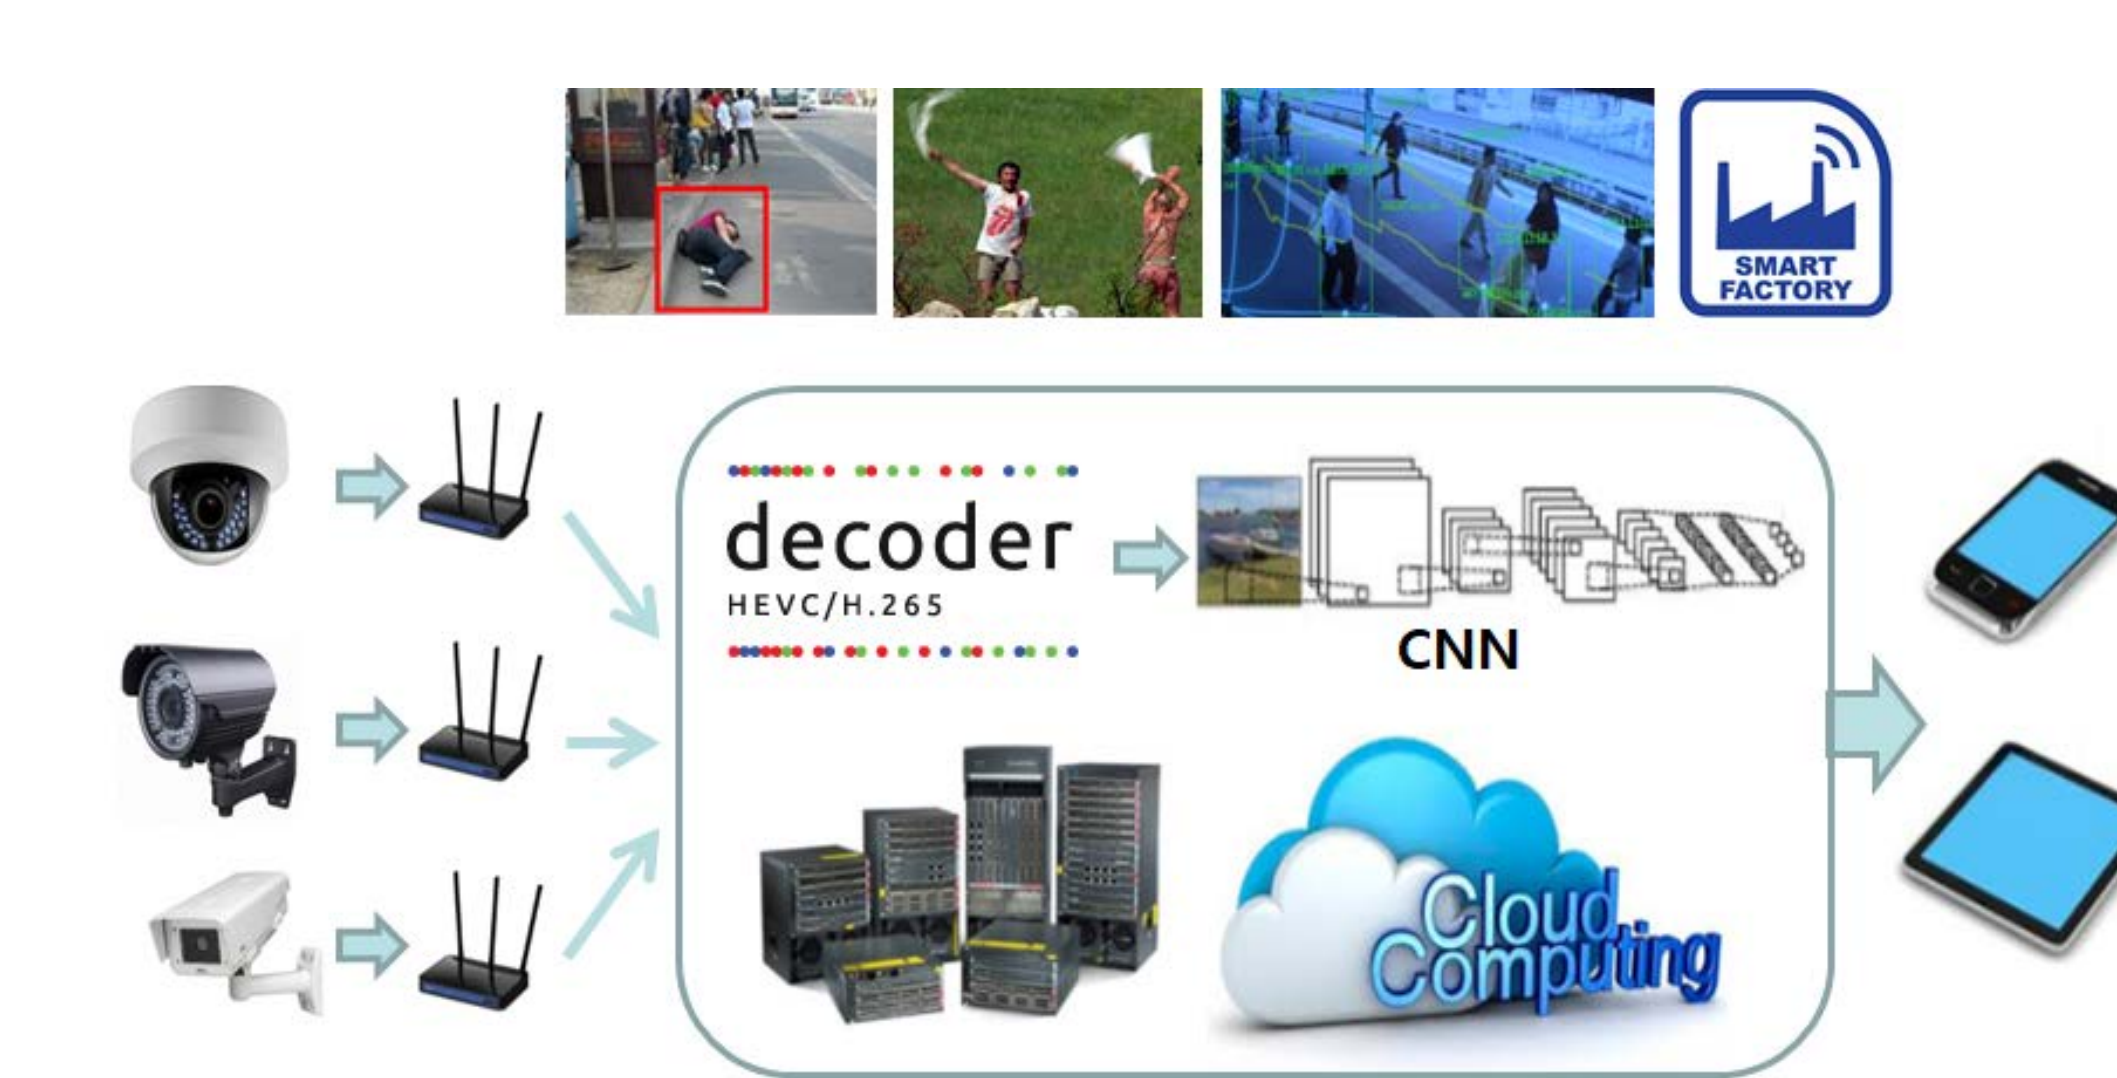 SMART
FACTORY
decoder
HEVC/H.265
CNN
Cloud
Computing